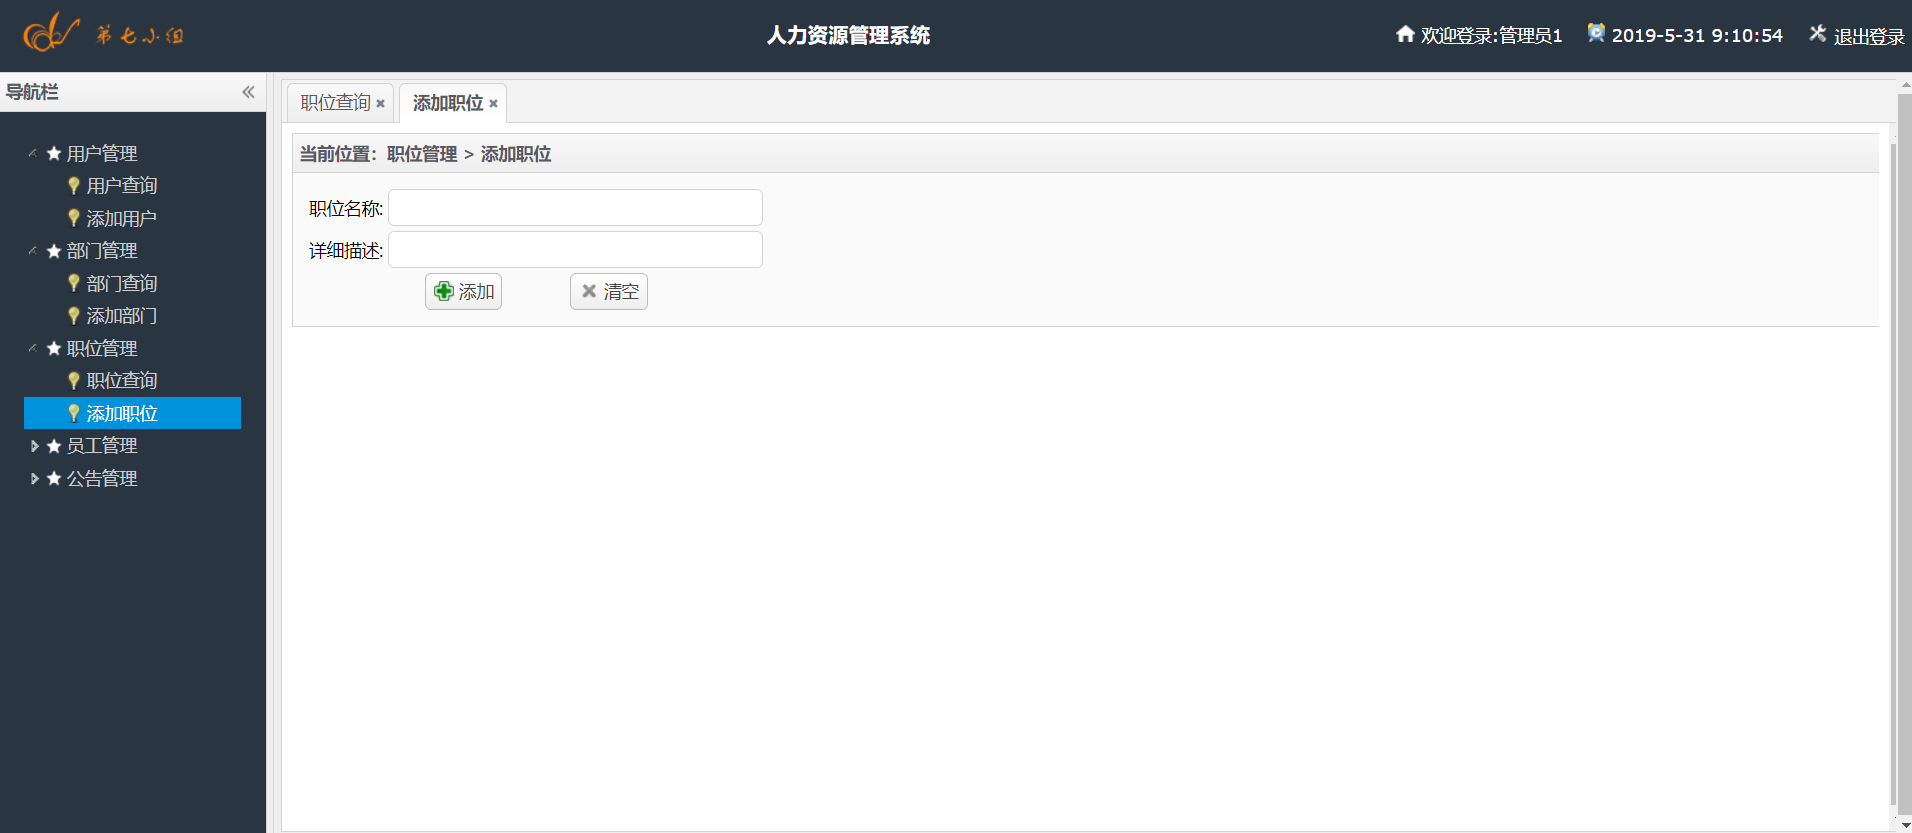 第七小组
人力资源管理系统
欢迎登录:管理员1
2019-5-31 9:10:54
退出登录
导航栏
用户管理
用户查询
添加用户
部门管理
部门查询
添加部门
职位管理
职位查询
添加职位
员工管理
公告管理
职位查询
添加职位
当前位置：职位管理 > 添加职位
职位名称:
详细描述:
添加
清空